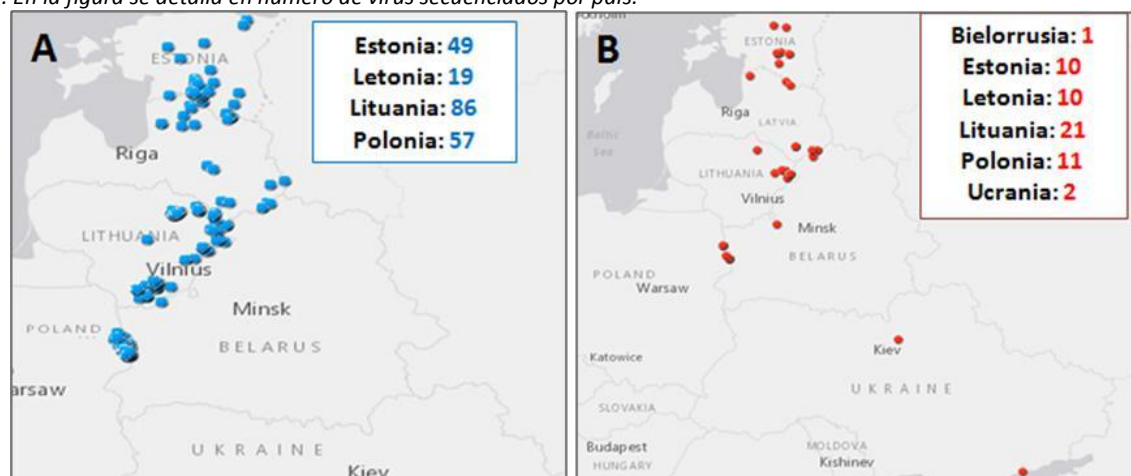 . En la figura se detalla en número de virus secuenciados por país.
A
Estonia: 49
Letonia: 19
Lituania: 86
Polonia: 57
ESTONIA
Riga
LITHUANIA
Vilnius
Minsk
POLAND
BELARUS
arsaw
UKRAINE
Kiev
B
Bielorrusia: 1
Estonia: 10
Letonia: 10
Lituania: 21
Polonia: 11
Ucrania: 2
ESTONIA
Riga
LATVIA
Baltic
Sea
LITHUANIA
Vilnius
Minsk
BELARUS
POLAND
Warsaw
Kiev
Katowice
UKRAINE
SLOVAKIA
Budapest
HUNGARY
MOLDOVA
Kishinev